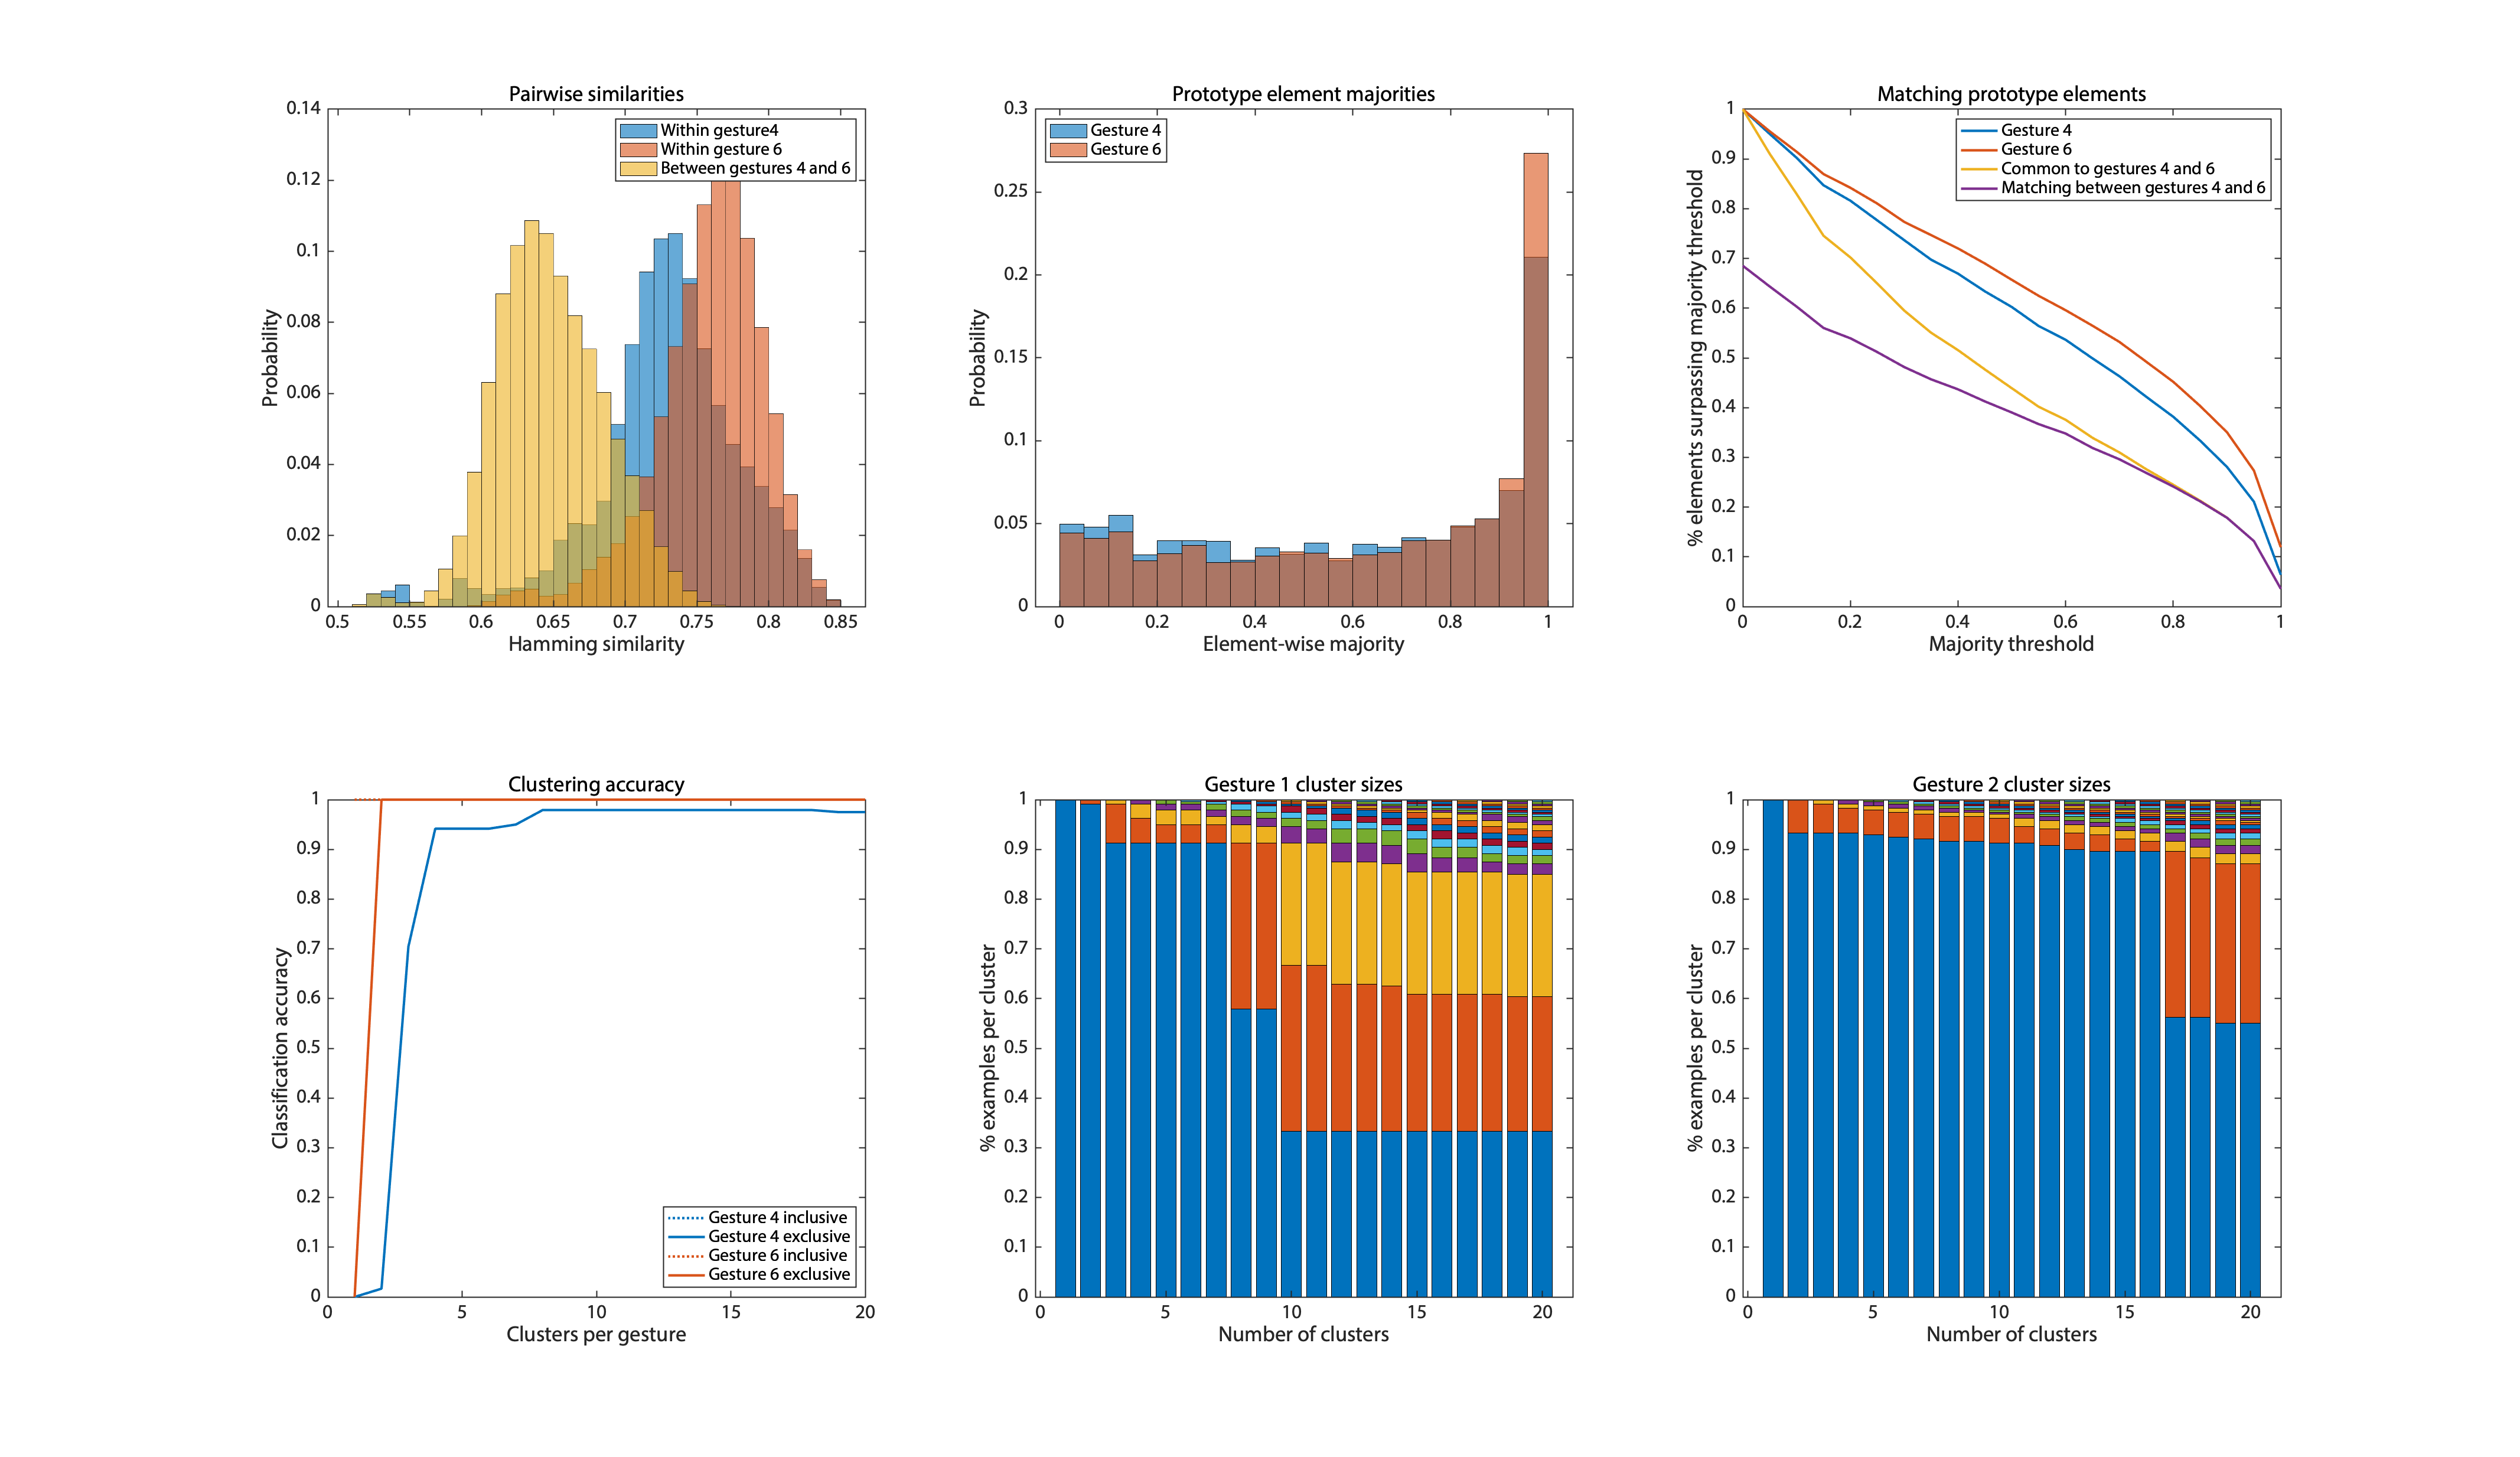 Pairwise similarities
0.14
0.12
0.1
0.08
0.06
0.04
0.02
0
Probability
Within gesture4
Within gesture 6
Between gestures 4 and 6
0.5 0.55 0.6 0.65 0.7 0.75 0.8 0.85
Hamming similarity
Prototype element majorities
0.3
0.25
0.2
0.15
0.1
0.05
0
Probability
Gesture 4
Gesture 6
0 0.2 0.4 0.6 0.8 1
Element-wise majority
Matching prototype elements
1
0.9
0.8
0.7
0.6
0.5
0.4
0.3
0.2
0.1
0
% elements surpassing majority threshold
Gesture 4
Gesture 6
Common to gestures 4 and 6
Matching between gestures 4 and 6
0 0.2 0.4 0.6 0.8 1
Majority threshold
Clustering accuracy
1
0.9
0.8
0.7
0.6
0.5
0.4
0.3
0.2
0.1
0
Classification accuracy
Gesture 4 inclusive
Gesture 4 exclusive
Gesture 6 inclusive
Gesture 6 exclusive
0 5 10 15 20
Clusters per gesture
Gesture 1 cluster sizes
1
0.9
0.8
0.7
0.6
0.5
0.4
0.3
0.2
0.1
0
% examples per cluster
0 5 10 15 20
Number of clusters
Gesture 2 cluster sizes
1
0.9
0.8
0.7
0.6
0.5
0.4
0.3
0.2
0.1
0
% examples per cluster
0 5 10 15 20
Number of clusters